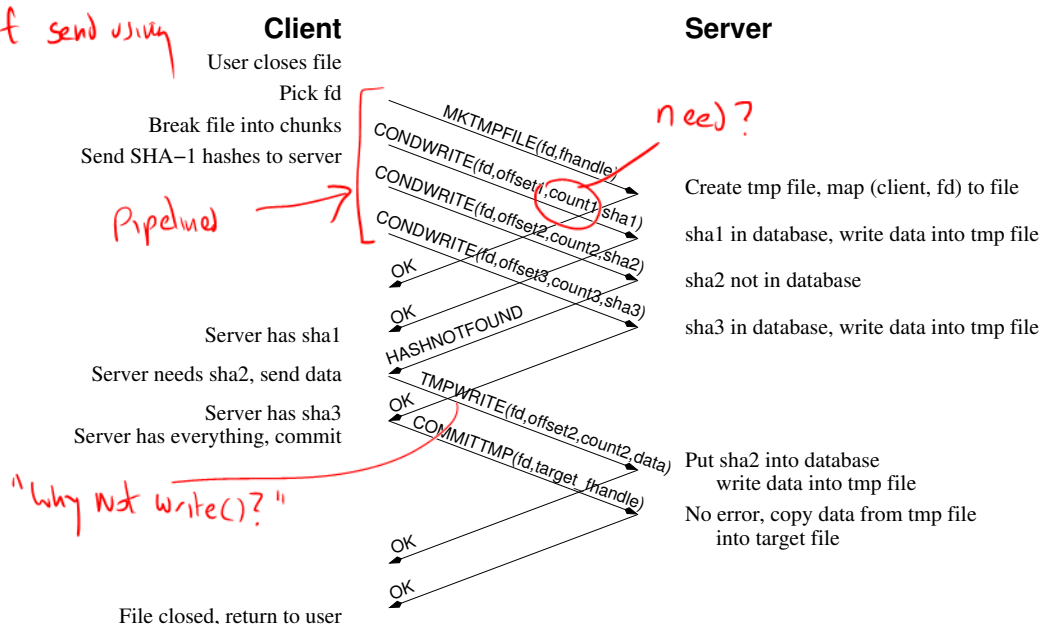 f send using
Client
Server
User closes file
Pick fd
Break file into chunks
Send SHA−1 hashes to server
Pipelined
need?
MKTMPFILE(fd,fhandle)
CONDWRITE(fd,offset1,count1,sha1)
CONDWRITE(fd,offset2,count2,sha2)
CONDWRITE(fd,offset3,count3,sha3)
Create tmp file, map (client, fd) to file
sha1 in database, write data into tmp file
sha2 not in database
sha3 in database, write data into tmp file
OK
OK
HASHNOTFOUND
OK
Server has sha1
Server needs sha2, send data
Server has sha3
Server has everything, commit
TMPWRITE(fd,offset2,count2,data)
COMMITTMP(fd,target_fhandle)
"Why not write()?"
Put sha2 into database
write data into tmp file
No error, copy data from tmp file
into target file
OK
OK
File closed, return to user